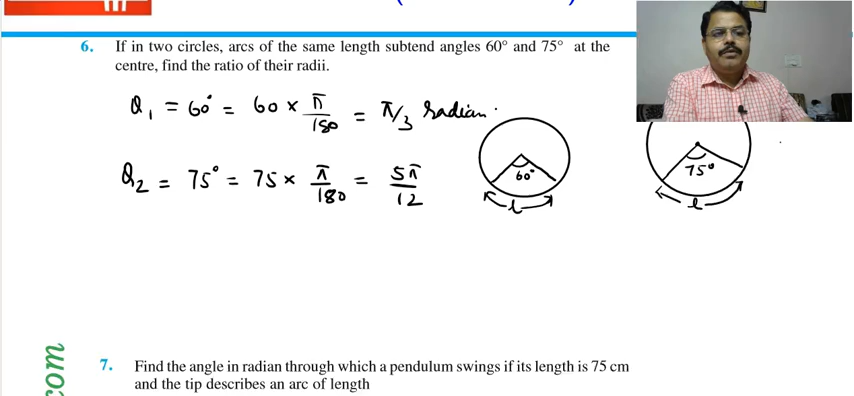 6. If in two circles, arcs of the same length subtend angles 60° and 75° at the
centre, find the ratio of their radii.
θ₁ = 60° = 60 × π/180 = π/3 radian.
θ₂ = 75° = 75 × π/180 = 5π/12
60°
l
75°
l
7. Find the angle in radian through which a pendulum swings if its length is 75 cm
and the tip describes an arc of length
com